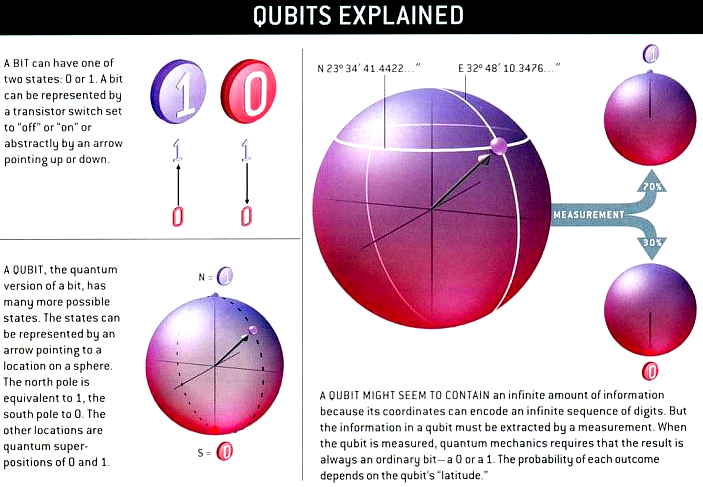 QUBITS EXPLAINED
A BIT can have one of
two states: 0 or 1. A bit
can be represented by
a transistor switch set
to “off” or “on” or
abstractly by an arrow
pointing up or down.
1 0
1 1
0 0
A QUBIT, the quantum
version of a bit, has
many more possible
states. The states can
be represented by an
arrow pointing to a
location on a sphere.
The north pole is
equivalent to 1, the
south pole to 0. The
other locations are
quantum super-
positions of 0 and 1.
N = 1
S = 0
N 23° 34′ 41.4422…″ E 32° 48′ 10.3476…″
1
70%
MEASUREMENT
30%
0
A QUBIT MIGHT SEEM TO CONTAIN an infinite amount of information
because its coordinates can encode an infinite sequence of digits. But
the information in a qubit must be extracted by a measurement. When
the qubit is measured, quantum mechanics requires that the result is
always an ordinary bit—a 0 or a 1. The probability of each outcome
depends on the qubit’s “latitude.”